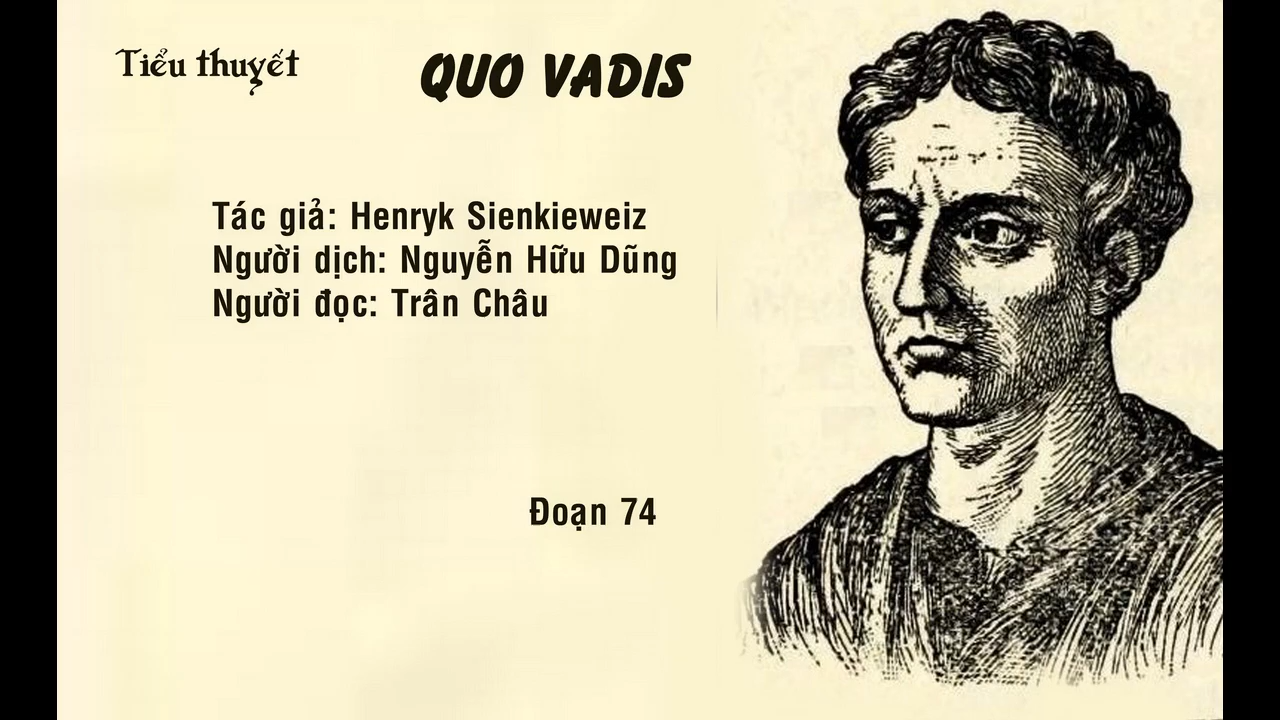 Tiểu thuyết
QUO VADIS
Tác giả: Henryk Sienkieweiz
Người dịch: Nguyễn Hữu Dũng
Người đọc: Trân Châu
Đoạn 74